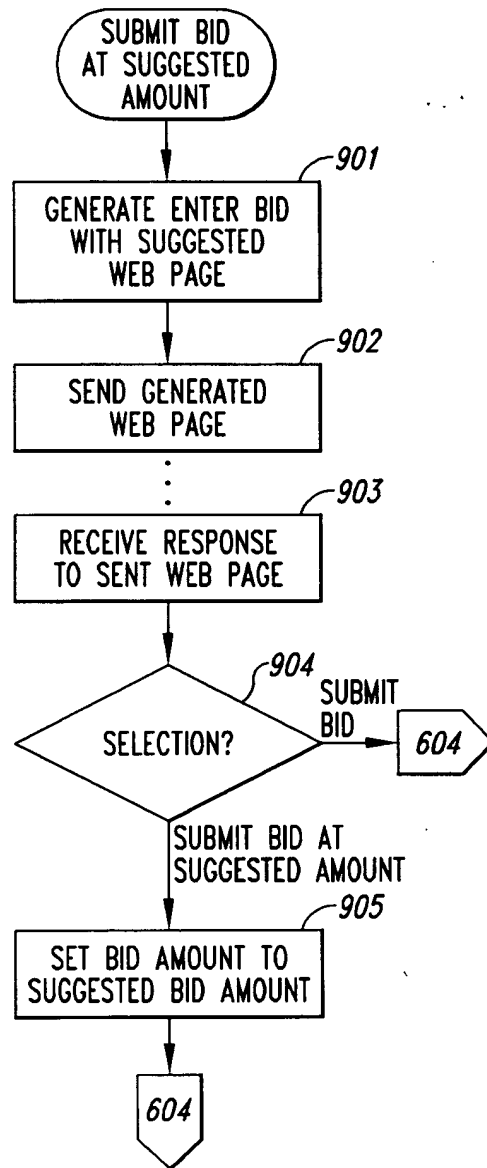 SUBMIT BID
AT SUGGESTED
AMOUNT
901
GENERATE ENTER BID
WITH SUGGESTED
WEB PAGE
902
SEND GENERATED
WEB PAGE
903
RECEIVE RESPONSE
TO SENT WEB PAGE
904
SELECTION?
SUBMIT
BID
604
SUBMIT BID AT
SUGGESTED AMOUNT
905
SET BID AMOUNT TO
SUGGESTED BID AMOUNT
604